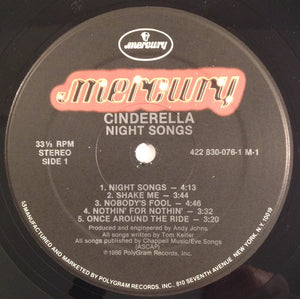 mercury
mercury
CINDERELLA
NIGHT SONGS
33⅓ RPM
STEREO
SIDE 1
422 830-076-1 M-1
1. NIGHT SONGS — 4:13
2. SHAKE ME — 3:44
3. NOBODY'S FOOL — 4:46
4. NOTHIN' FOR NOTHIN' — 3:32
5. ONCE AROUND THE RIDE — 3:20
Produced and engineered by Andy Johns
All songs written by Tom Keifer
All songs published by Chappell Music/Eve Songs
(ASCAP)
℗1986 PolyGram Records, Inc.
MANUFACTURED AND MARKETED BY POLYGRAM RECORDS, INC. 810 SEVENTH AVENUE, NEW YORK, N.Y. 10019